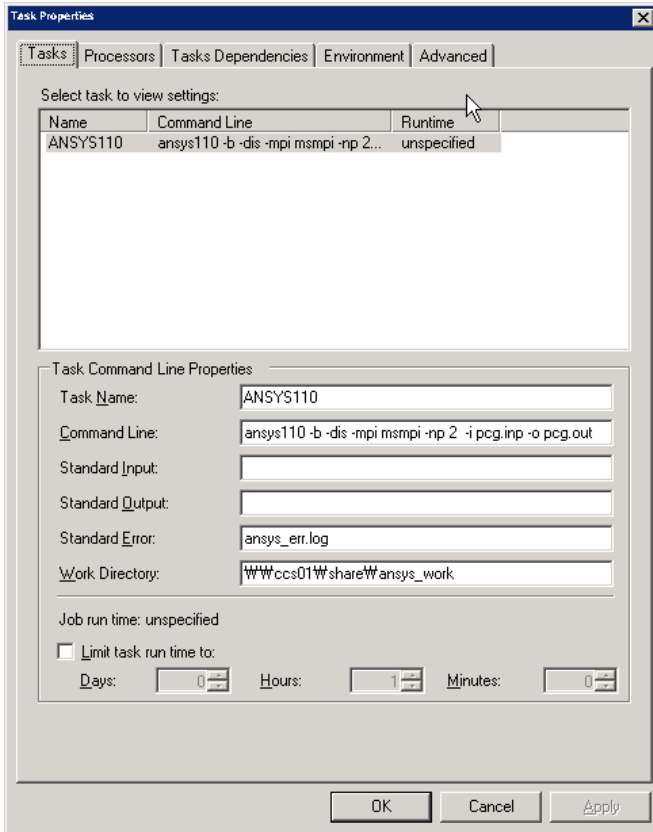 Task Properties
Tasks Processors Tasks Dependencies Environment Advanced
Select task to view settings:
Name Command Line Runtime
ANSYS110 ansys110 -b -dis -mpi msmpi -np 2... unspecified
Task Command Line Properties
Task Name: ANSYS110
Command Line: ansys110 -b -dis -mpi msmpi -np 2  -i pcg.inp -o pcg.out
Standard Input:
Standard Output:
Standard Error: ansys_err.log
Work Directory: ₩₩ccs01₩share₩ansys_work
Job run time: unspecified
Limit task run time to:
Days: 0 Hours: 1 Minutes: 0
OK Cancel Apply